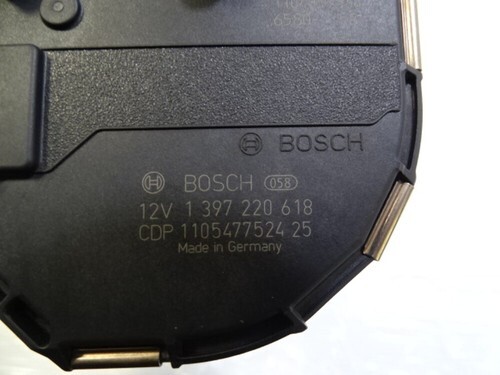 BOSCH
BOSCH 058
12V 1 397 220 618
CDP 1105477524 25
Made in Germany